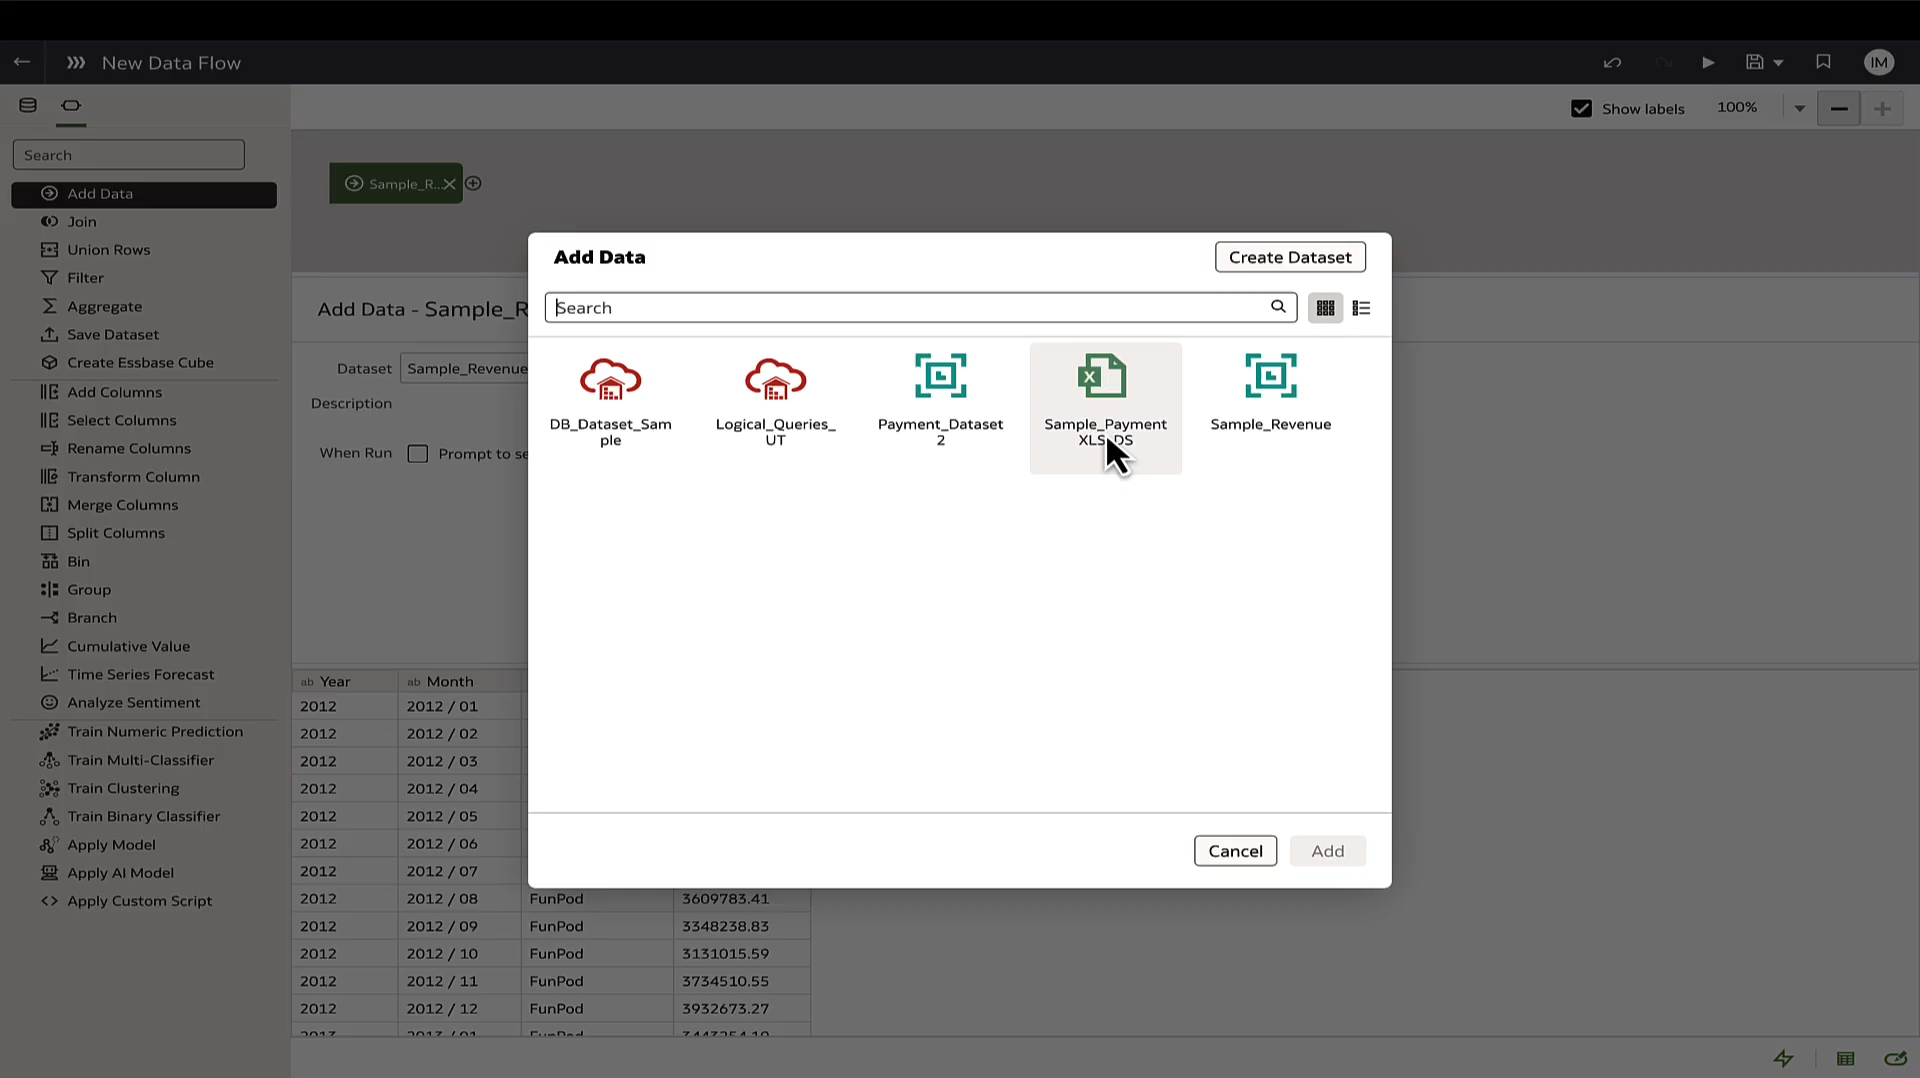 New Data Flow
IM
Show labels
100%
Search
Sample_R...
Add Data
Join
Union Rows
Filter
Aggregate
Save Dataset
Create Essbase Cube
Add Columns
Select Columns
Rename Columns
Transform Column
Merge Columns
Split Columns
Bin
Group
Branch
Cumulative Value
Time Series Forecast
Analyze Sentiment
Train Numeric Prediction
Train Multi-Classifier
Train Clustering
Train Binary Classifier
Apply Model
Apply AI Model
Apply Custom Script
Add Data - Sample_R
Dataset Sample_Revenue
Description
When Run Prompt to se
Add Data
Create Dataset
Search
DB_Dataset_Sam
ple
Logical_Queries_
UT
Payment_Dataset
2
Sample_Payment
XLS_DS
Sample_Revenue
Cancel
Add
ab Year ab Month
2012 2012 / 01
2012 2012 / 02
2012 2012 / 03
2012 2012 / 04
2012 2012 / 05
2012 2012 / 06
2012 2012 / 07
2012 2012 / 08 FunPod 3609783.41
2012 2012 / 09 FunPod 3348238.83
2012 2012 / 10 FunPod 3131015.59
2012 2012 / 11 FunPod 3734510.55
2012 2012 / 12 FunPod 3932673.27
2013 2013 / 01 FunPod